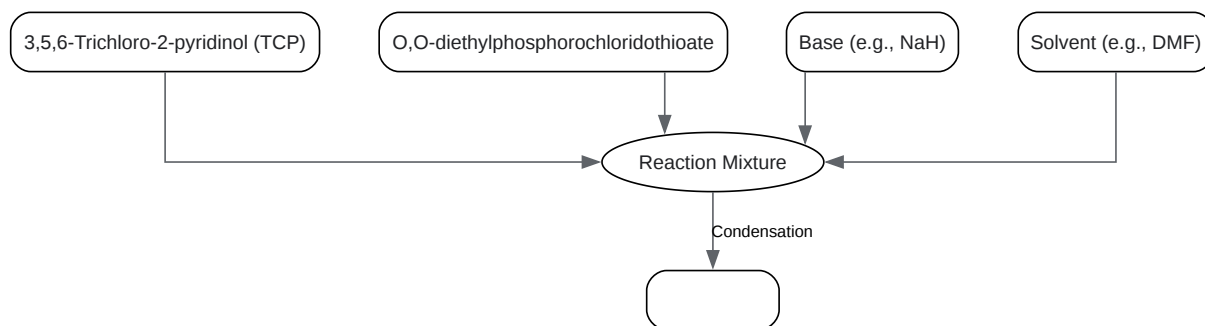 3,5,6-Trichloro-2-pyridinol (TCP)
O,O-diethylphosphorochloridothioate
Base (e.g., NaH)
Solvent (e.g., DMF)
Reaction Mixture
Condensation